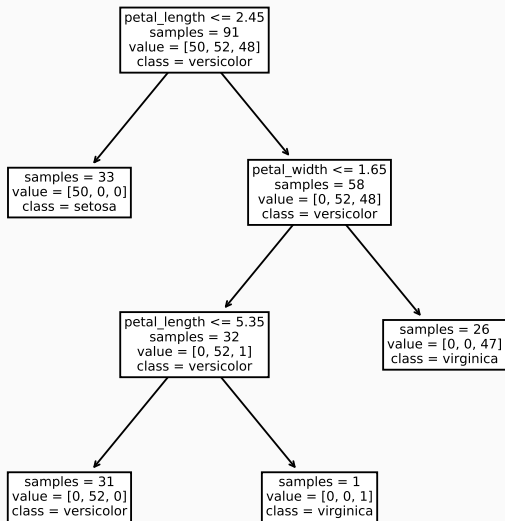 petal_length <= 2.45
samples = 91
value = [50, 52, 48]
class = versicolor
samples = 33
value = [50, 0, 0]
class = setosa
petal_width <= 1.65
samples = 58
value = [0, 52, 48]
class = versicolor
petal_length <= 5.35
samples = 32
value = [0, 52, 1]
class = versicolor
samples = 26
value = [0, 0, 47]
class = virginica
samples = 31
value = [0, 52, 0]
class = versicolor
samples = 1
value = [0, 0, 1]
class = virginica